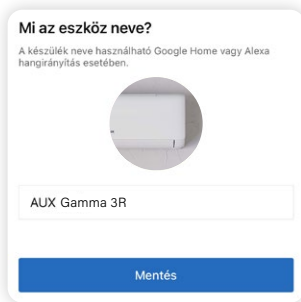 Mi az eszköz neve?
A készülék neve használható Google Home vagy Alexa
hangirányítás esetében.
AUX Gamma 3R
Mentés